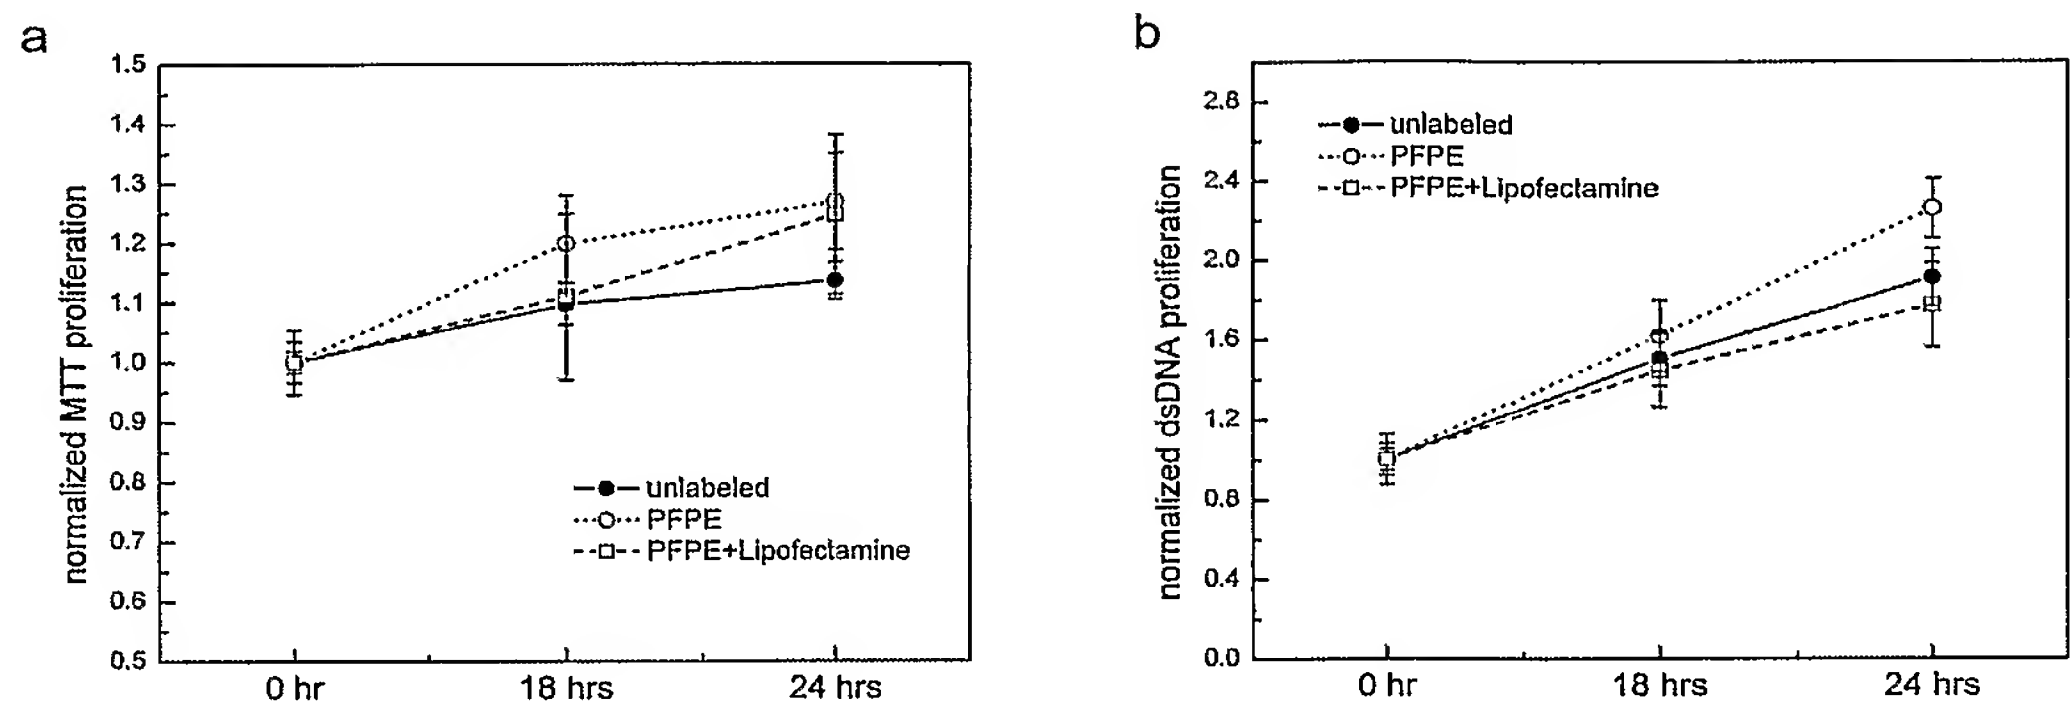 a
normalized MTT proliferation
1.5
1.4
1.3
1.2
1.1
1.0
0.9
0.8
0.7
0.6
0.5
unlabeled
PFPE
PFPE+Lipofectamine
0 hr
18 hrs
24 hrs
b
normalized dsDNA proliferation
2.8
2.4
2.0
1.6
1.2
0.8
0.4
0.0
unlabeled
PFPE
PFPE+Lipofectamine
0 hr
18 hrs
24 hrs